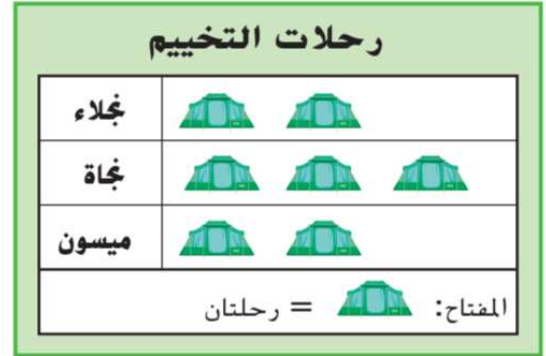 رحلات التخييم
نجلاء
نجاة
ميسون
المفتاح: = رحلتان